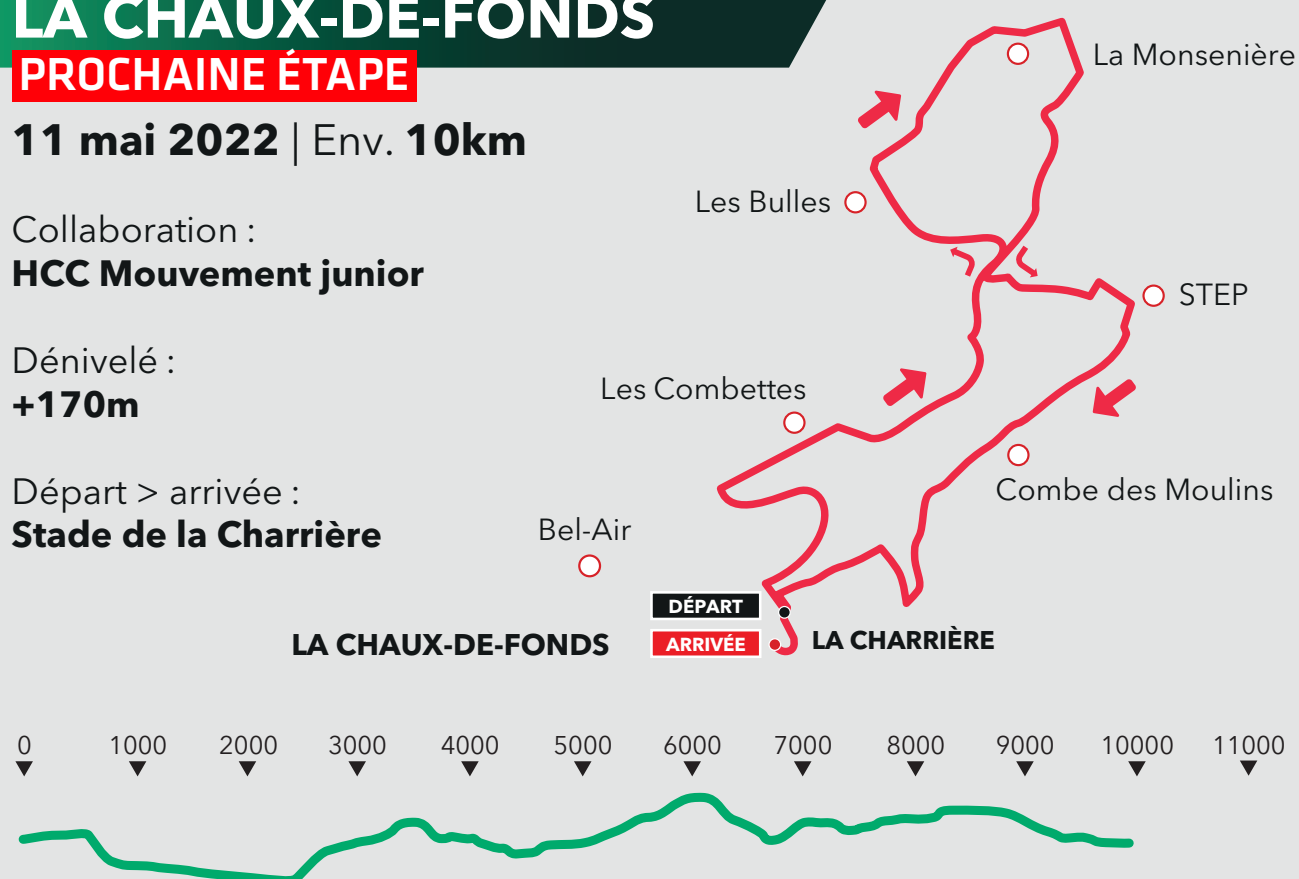 LA CHAUX-DE-FONDS
PROCHAINE ÉTAPE
11 mai 2022 | Env. 10km
Collaboration :
HCC Mouvement junior
Dénivelé :
+170m
Départ > arrivée :
Stade de la Charrière
La Monsenière
Les Bulles
STEP
Les Combettes
Combe des Moulins
Bel-Air
DÉPART
LA CHAUX-DE-FONDS
ARRIVÉE
LA CHARRIÈRE
0 1000 2000 3000 4000 5000 6000 7000 8000 9000 10000 11000